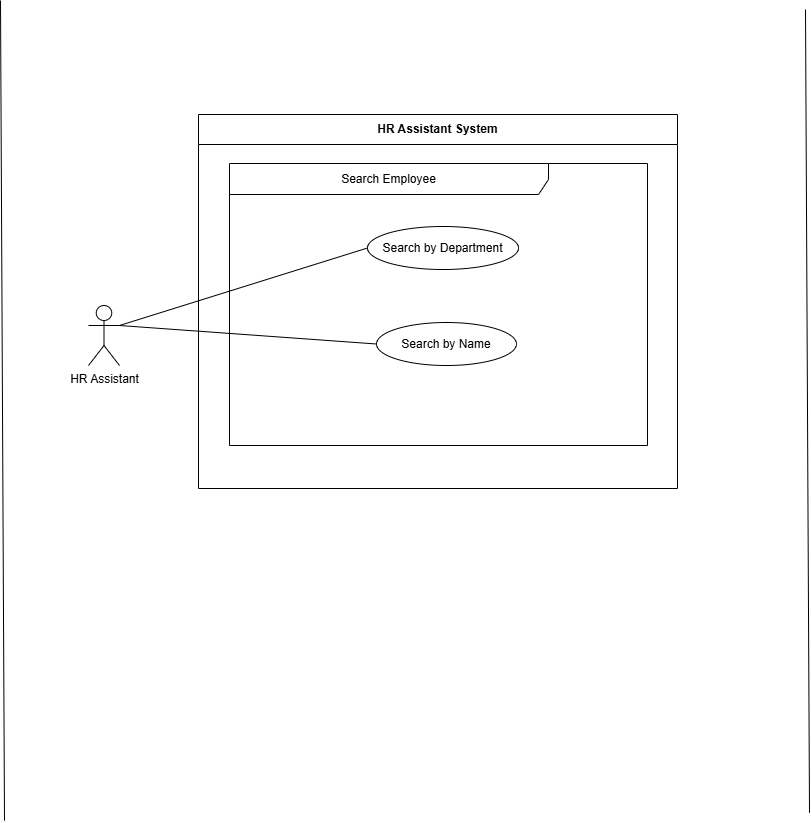 HR Assistant System
Search Employee
Search by Department
Search by Name
HR Assistant